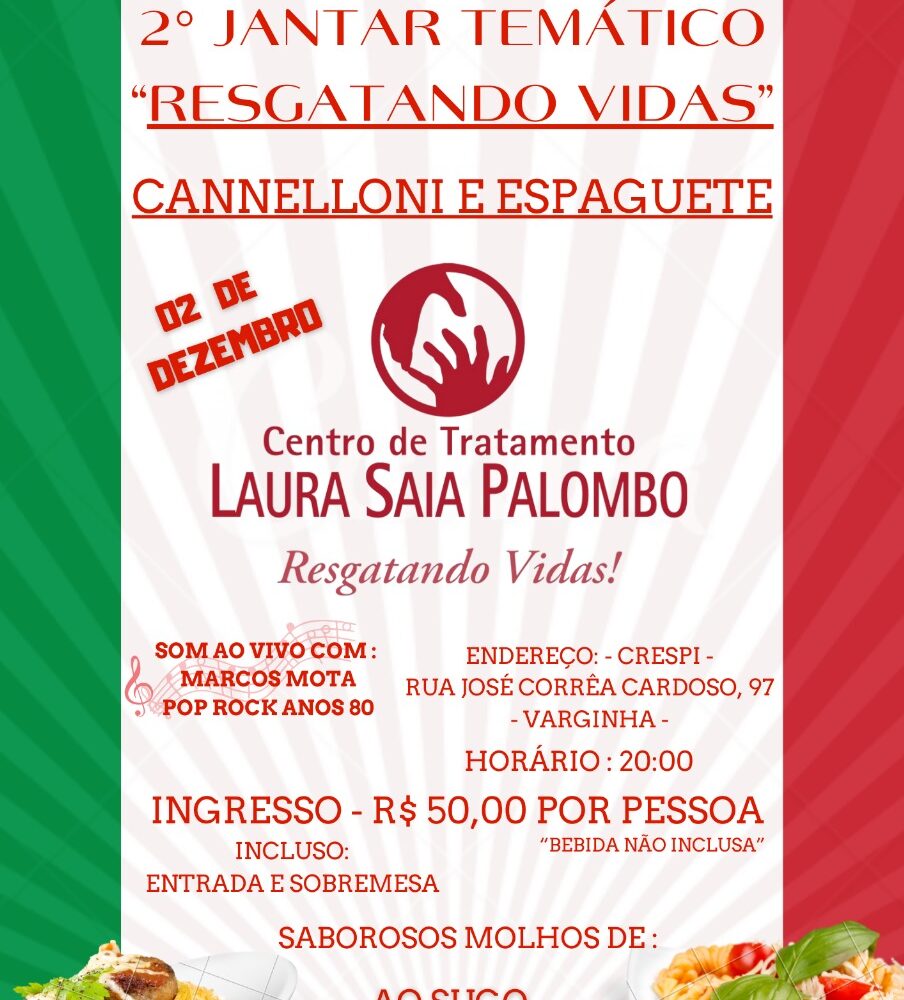 2° JANTAR TEMÁTICO
“RESGATANDO VIDAS”
CANNELLONI E ESPAGUETE
02 DE
DEZEMBRO
Centro de Tratamento
LAURA SAIA PALOMBO
Resgatando Vidas!
SOM AO VIVO COM :
MARCOS MOTA
POP ROCK ANOS 80
ENDEREÇO: - CRESPI -
RUA JOSÉ CORRÊA CARDOSO, 97
- VARGINHA -
HORÁRIO : 20:00
INGRESSO - R$ 50,00 POR PESSOA
“BEBIDA NÃO INCLUSA”
INCLUSO:
ENTRADA E SOBREMESA
SABOROSOS MOLHOS DE :
AO SUGO